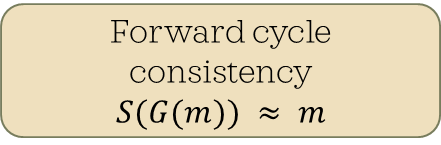 Forward cycle
consistency
S(G(m)) ≈ m